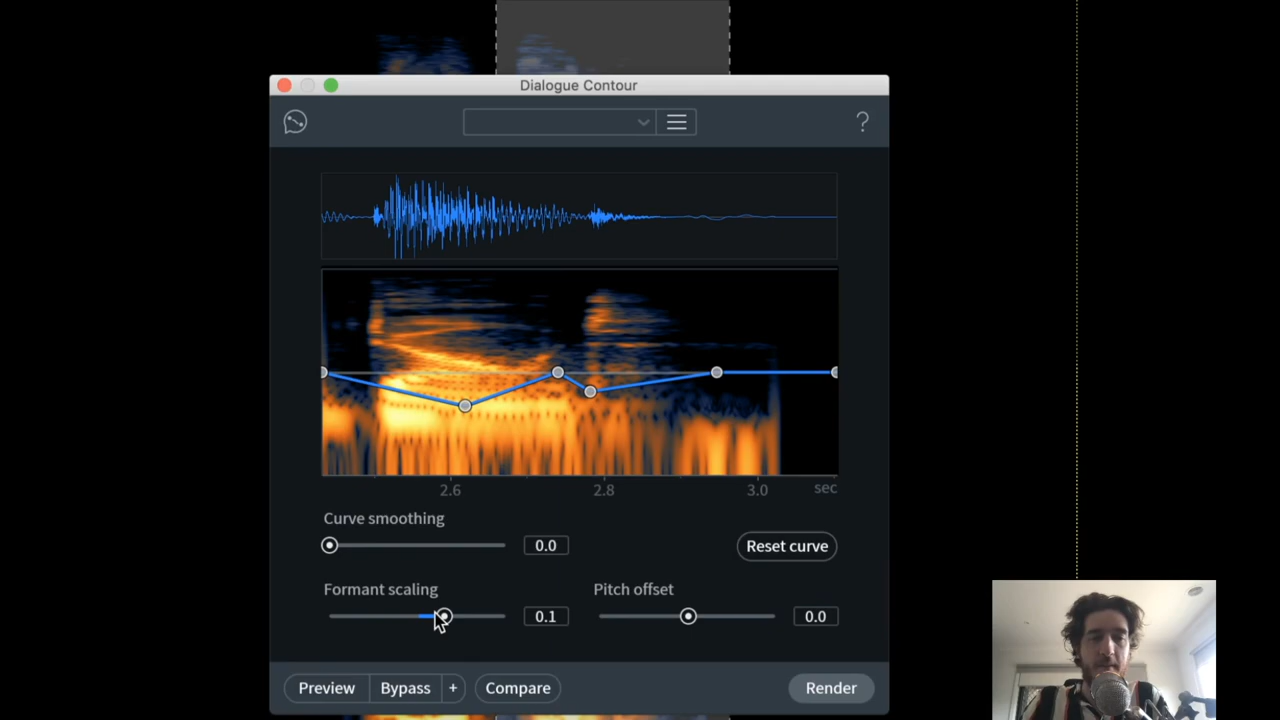 Dialogue Contour
?
2.6 2.8 3.0 sec
Curve smoothing
0.0
Reset curve
Formant scaling
0.1
Pitch offset
0.0
Preview
Bypass
+
Compare
Render